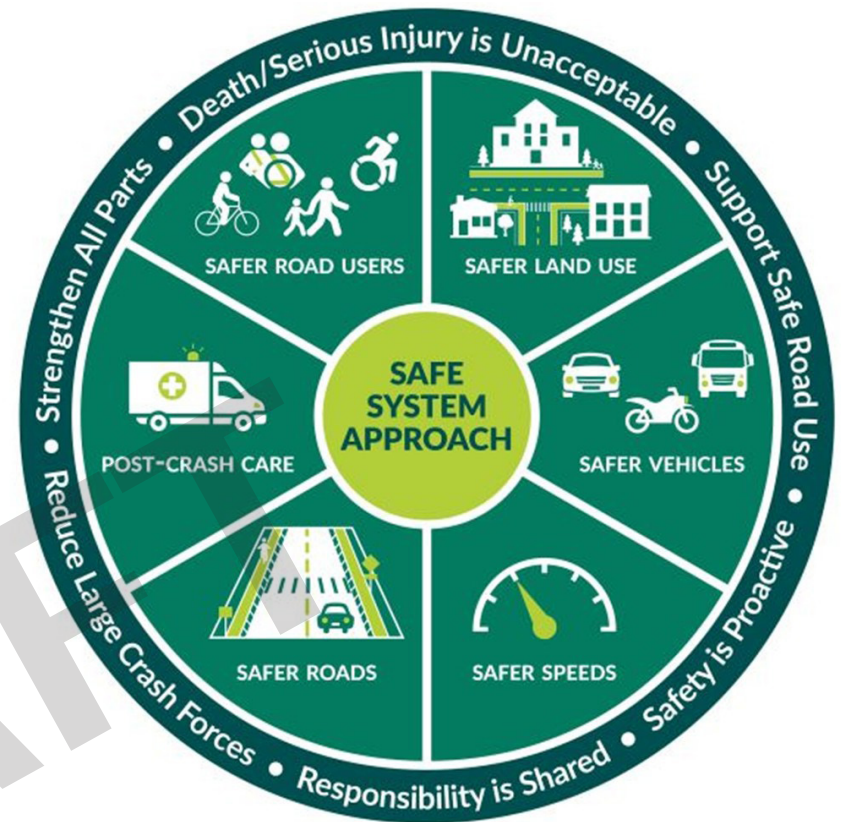 Death/Serious Injury is Unacceptable
•
Support Safe Road Use
•
Safety is Proactive
•
Responsibility is Shared
•
Reduce Large Crash Forces
•
Strengthen All Parts
•
SAFER ROAD USERS
SAFER LAND USE
SAFE
SYSTEM
APPROACH
POST-CRASH CARE
SAFER VEHICLES
SAFER ROADS
SAFER SPEEDS